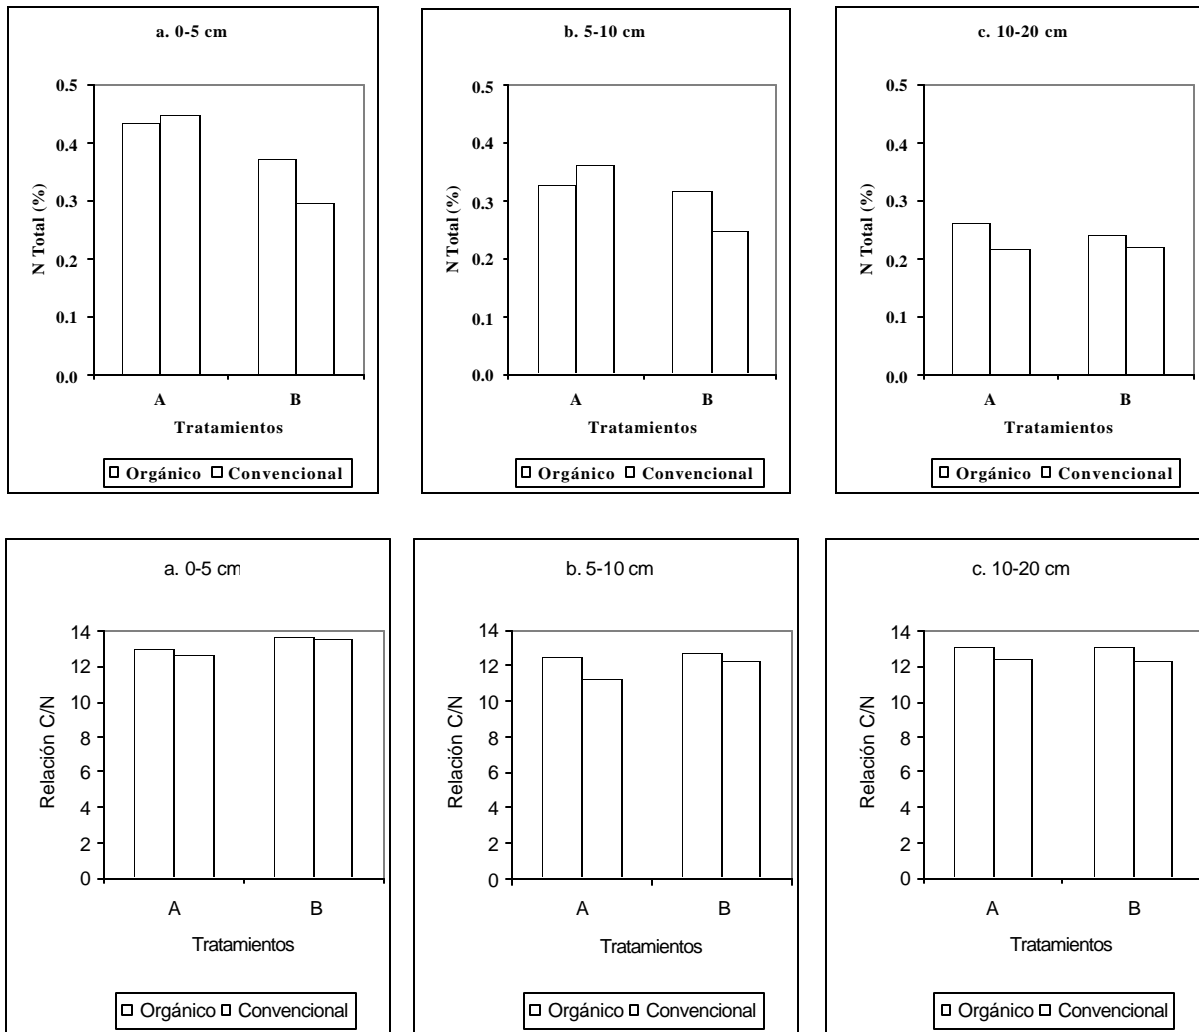 a. 0-5 cm
0.5
0.4
0.3
0.2
0.1
0.0
N Total (%)
A B
Tratamientos
Orgánico Convencional
b. 5-10 cm
0.5
0.4
0.3
0.2
0.1
0.0
N Total (%)
A B
Tratamientos
Orgánico Convencional
c. 10-20 cm
0.5
0.4
0.3
0.2
0.1
0.0
N Total (%)
A B
Tratamientos
Orgánico Convencional
a. 0-5 cm
14
12
10
8
6
4
2
0
Relación C/N
A B
Tratamientos
Orgánico Convencional
b. 5-10 cm
14
12
10
8
6
4
2
0
Relación C/N
A B
Tratamientos
Orgánico Convencional
c. 10-20 cm
14
12
10
8
6
4
2
0
Relación C/N
A B
Tratamientos
Orgánico Convencional